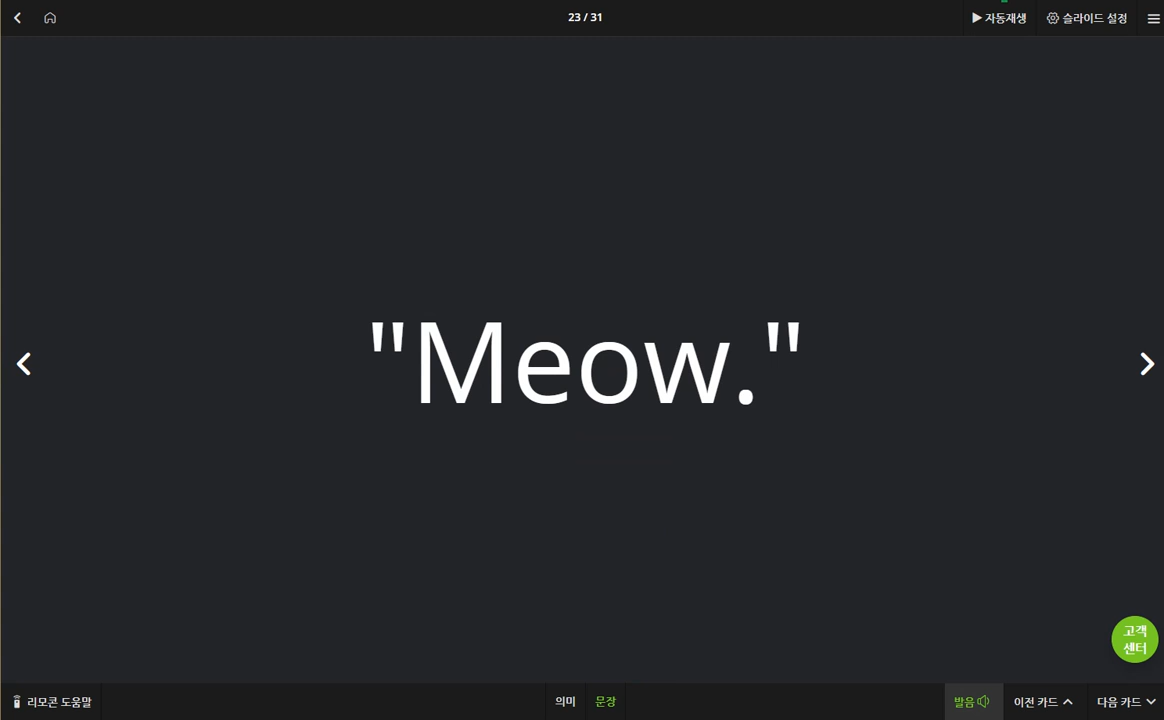 23 / 31
자동재생
슬라이드 설정
"Meow."
고객
센터
리모콘 도움말
의미
문장
발음
이전 카드
다음 카드